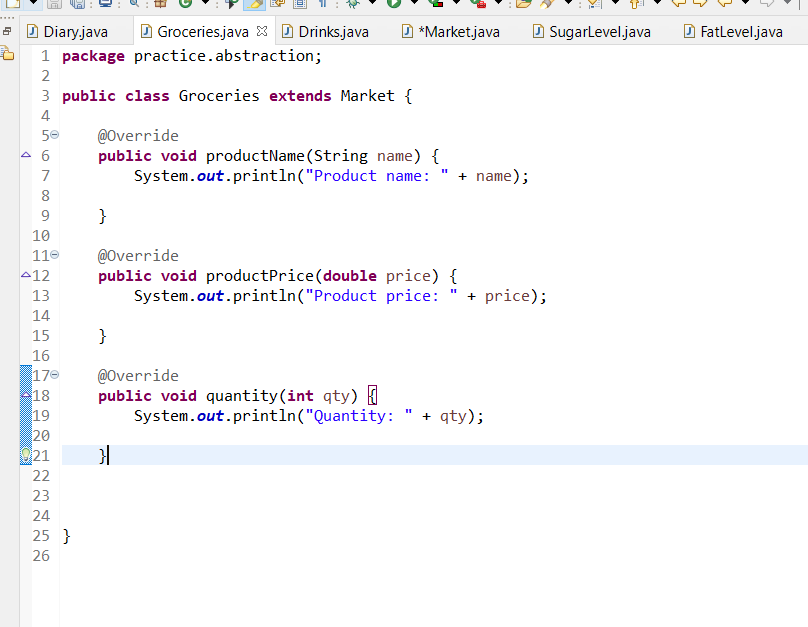 Diary.java Groceries.java Drinks.java *Market.java SugarLevel.java FatLevel.java
1 package practice.abstraction;
2
3 public class Groceries extends Market {
4
5 @Override
6 public void productName(String name) {
7 System.out.println("Product name: " + name);
8
9 }
10
11 @Override
12 public void productPrice(double price) {
13 System.out.println("Product price: " + price);
14
15 }
16
17 @Override
18 public void quantity(int qty) {
19 System.out.println("Quantity: " + qty);
20
21 }
22
23
24
25 }
26